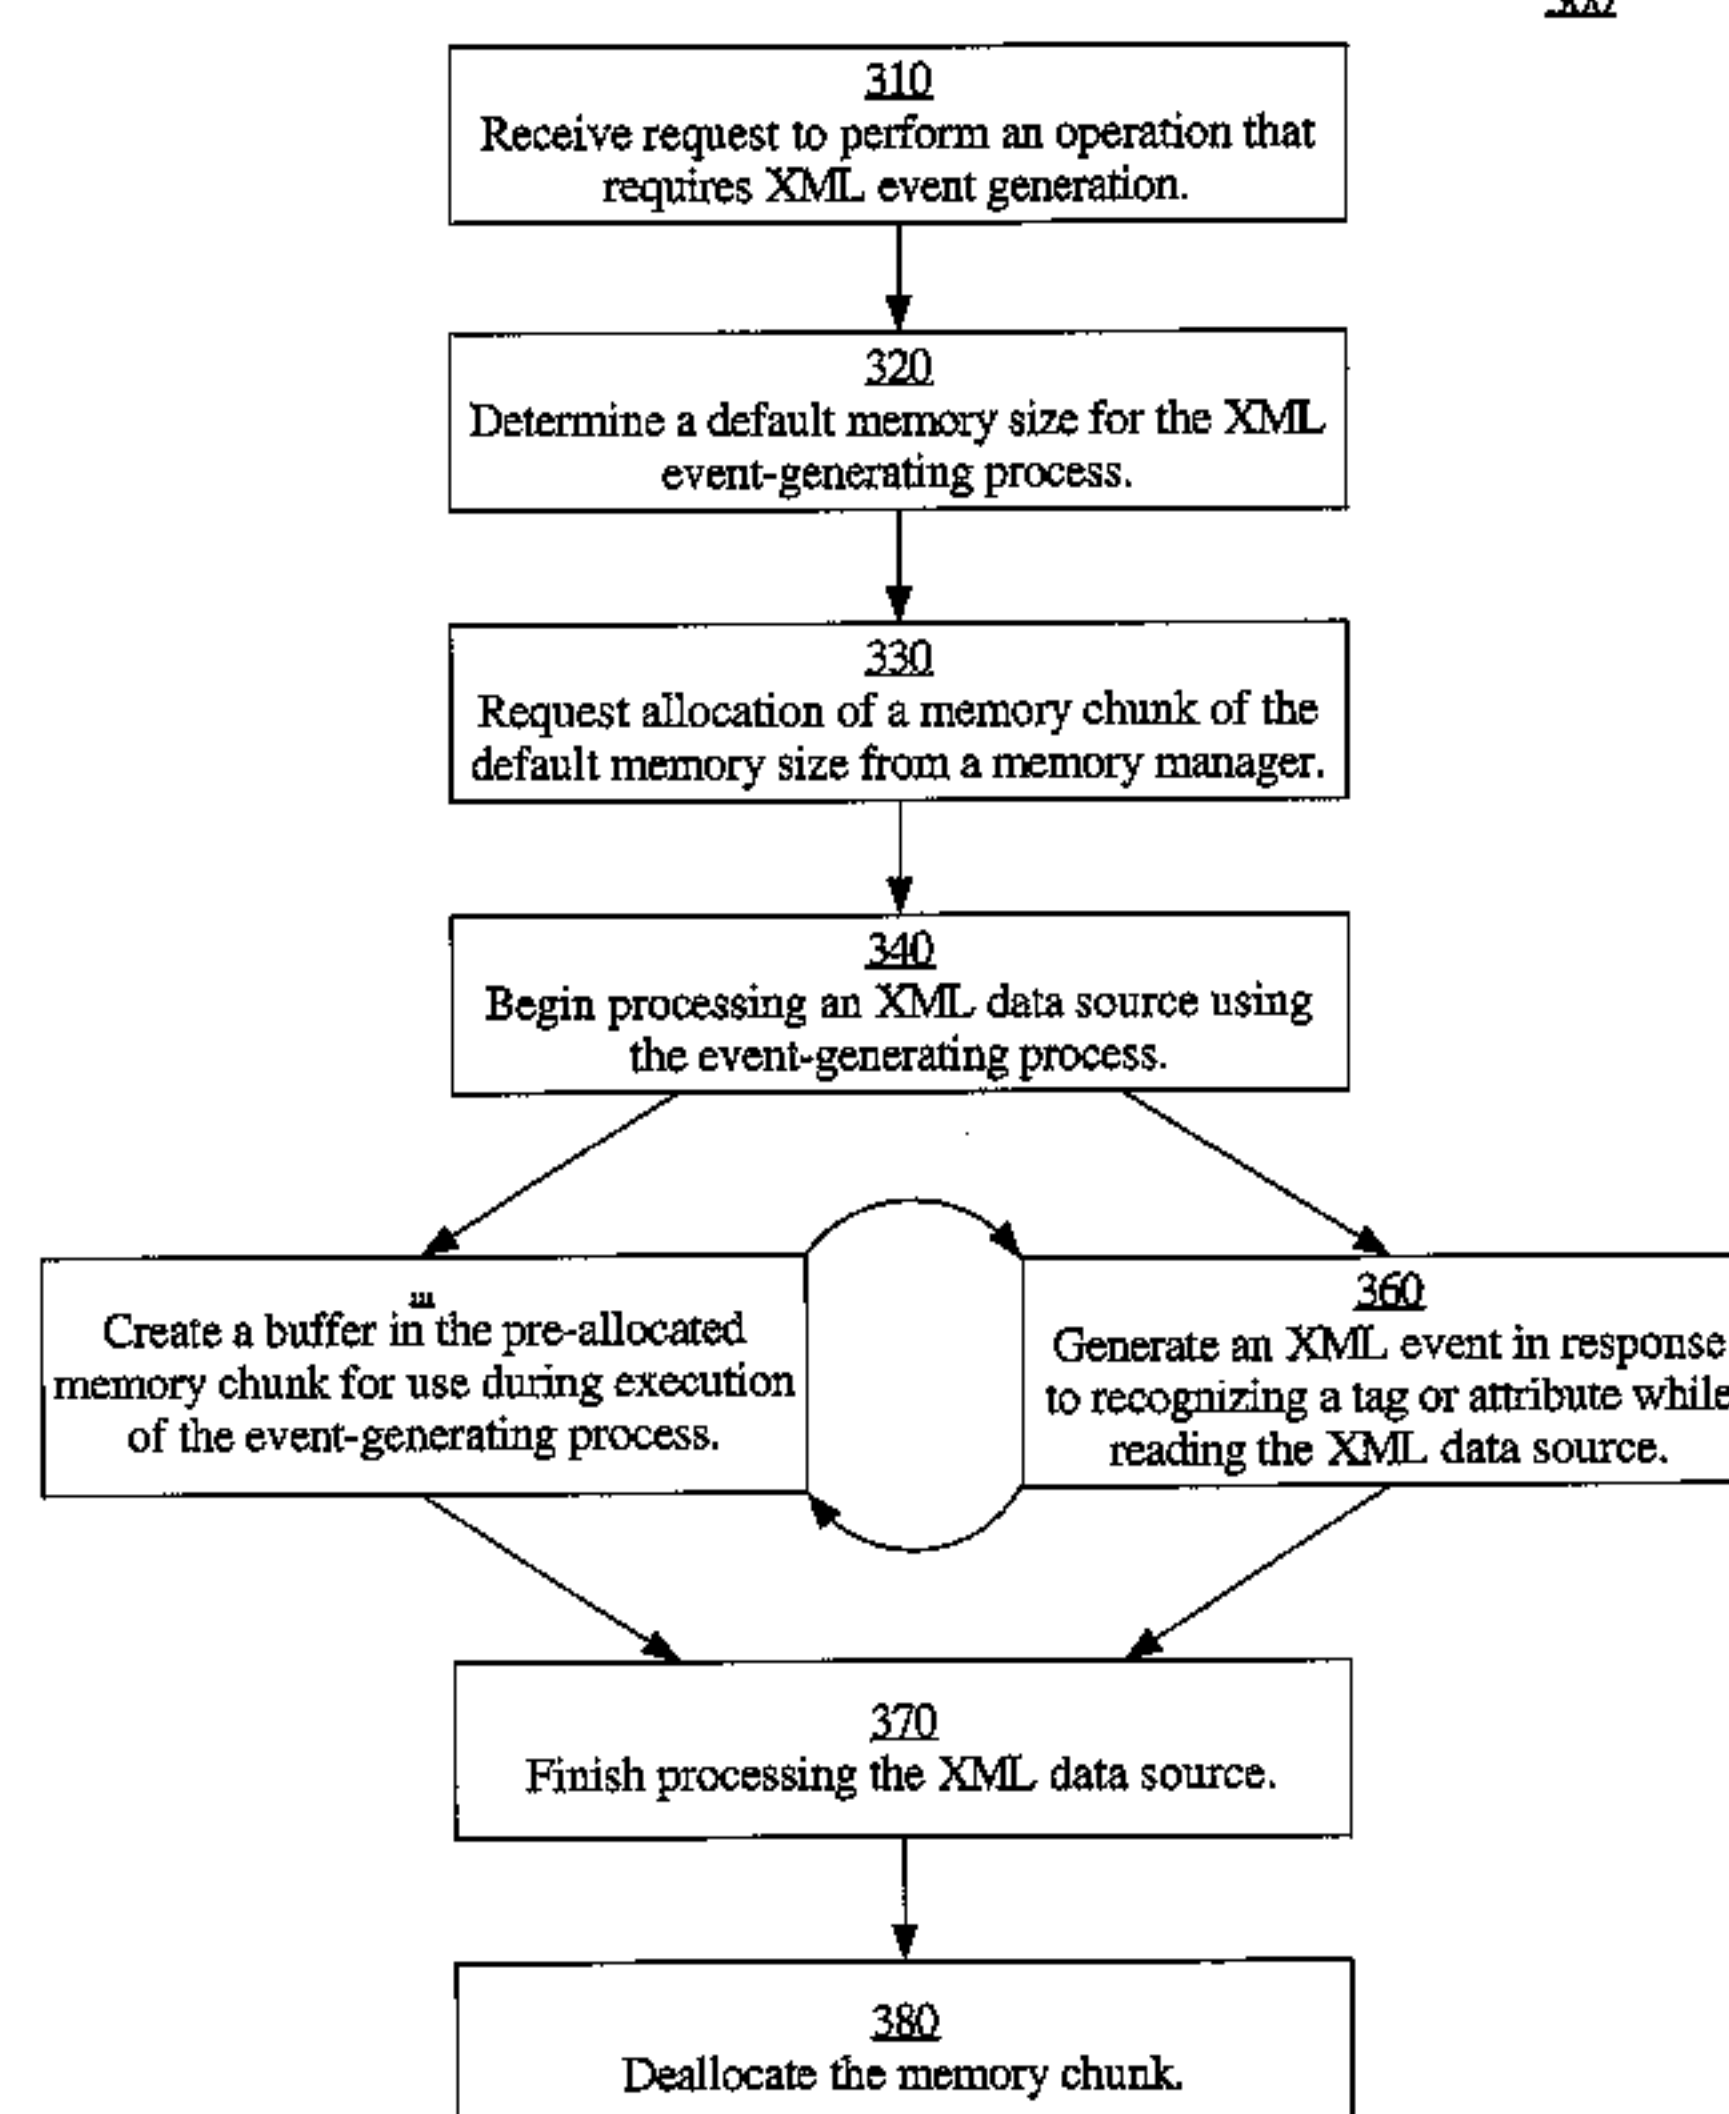 310
Receive request to perform an operation that
requires XML event generation.
320
Determine a default memory size for the XML
event-generating process.
330
Request allocation of a memory chunk of the
default memory size from a memory manager.
340
Begin processing an XML data source using
the event-generating process.
Create a buffer in the pre-allocated
memory chunk for use during execution
of the event-generating process.
360
Generate an XML event in response
to recognizing a tag or attribute while
reading the XML data source.
370
Finish processing the XML data source.
380
Deallocate the memory chunk.